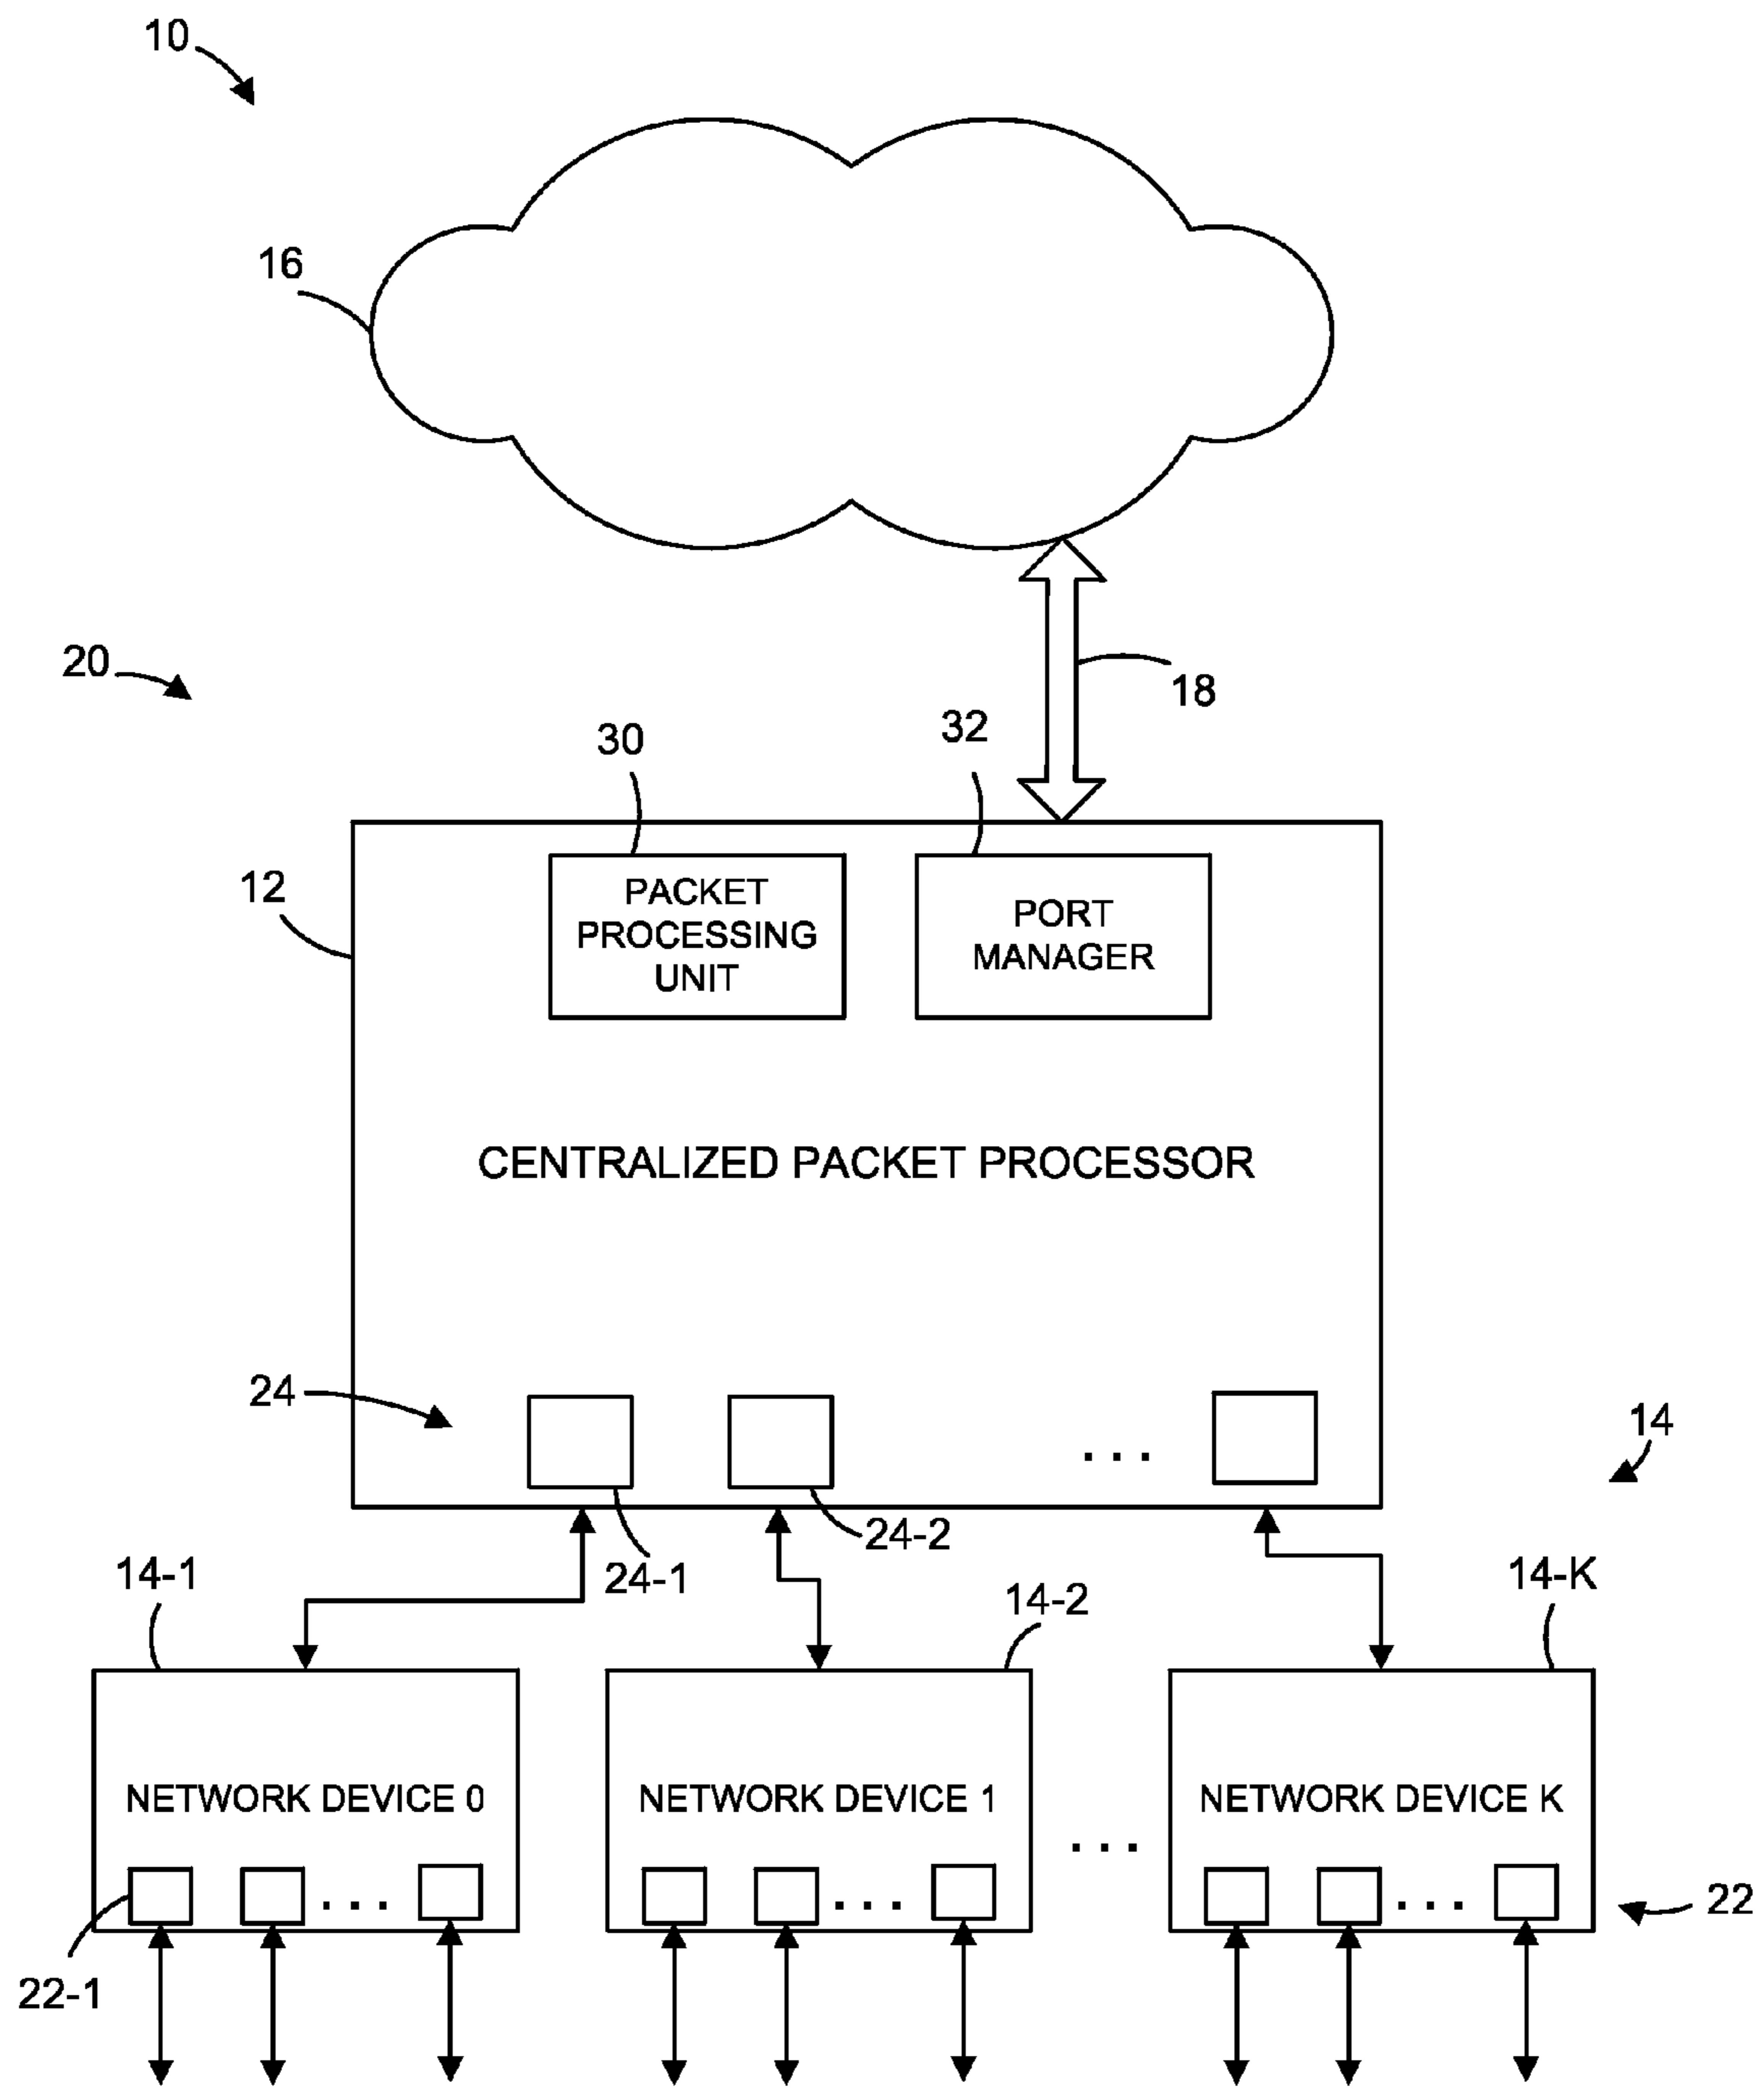 10
16
20
18
30
32
12
PACKET
PROCESSING
UNIT
PORT
MANAGER
CENTRALIZED PACKET PROCESSOR
24
. . .
14
24-1
24-2
14-1
14-2
14-K
NETWORK DEVICE 0
NETWORK DEVICE 1
NETWORK DEVICE K
. . .
. . .
. . .
. . .
22
22-1